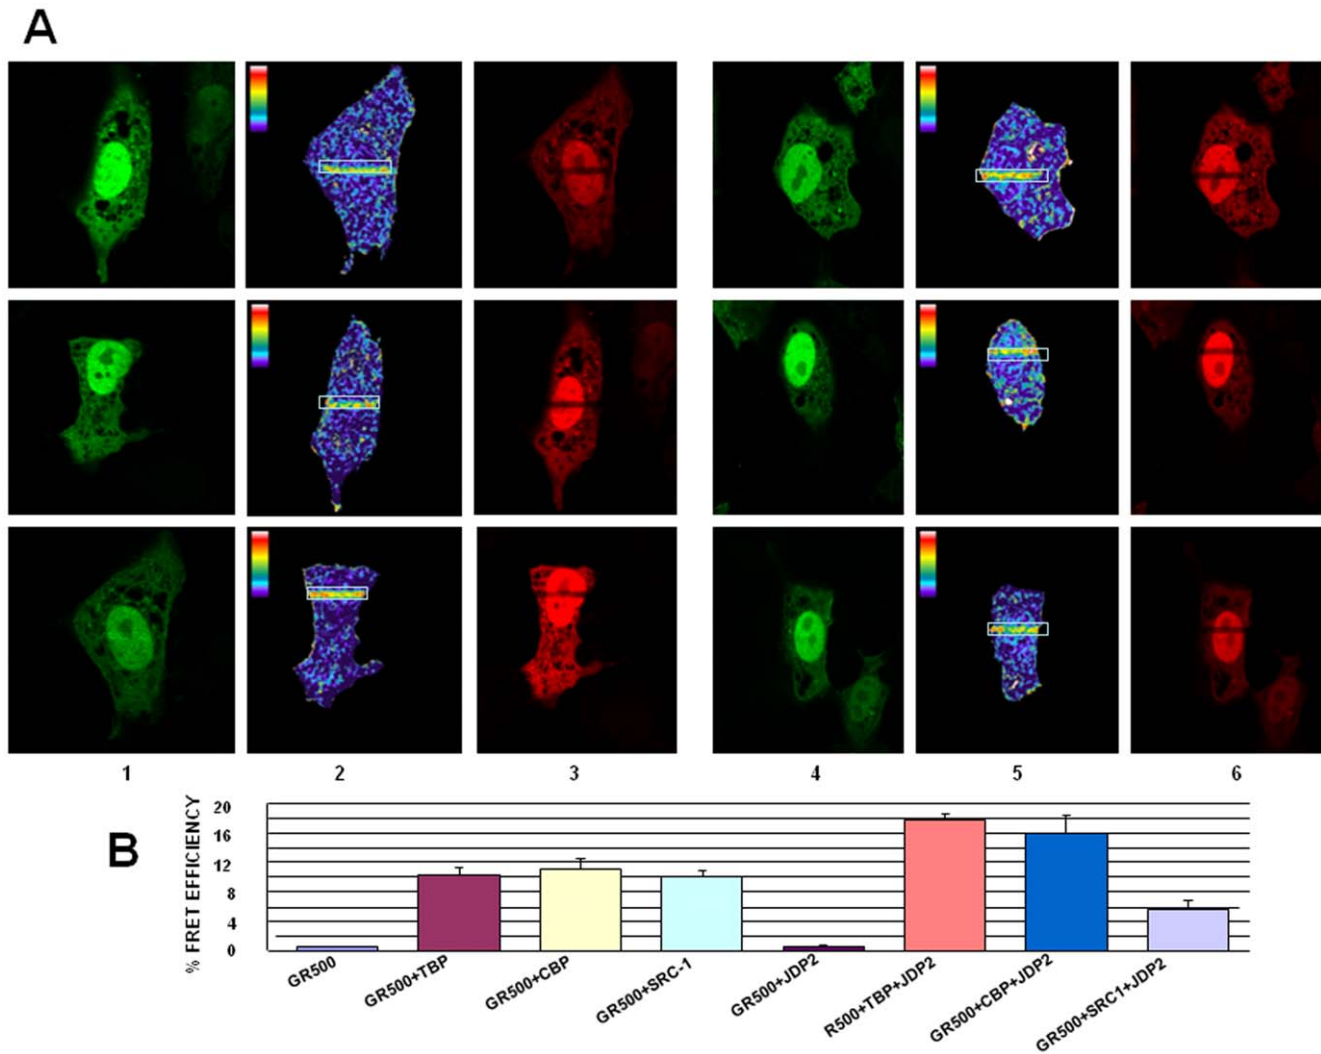 A
1 2 3 4 5 6
B
% FRET EFFICIENCY
20
16
12
8
4
0
GR500
GR500+TBP
GR500+CBP
GR500+SRC-1
GR500+JDP2
R500+TBP+JDP2
GR500+CBP+JDP2
GR500+SRC1+JDP2